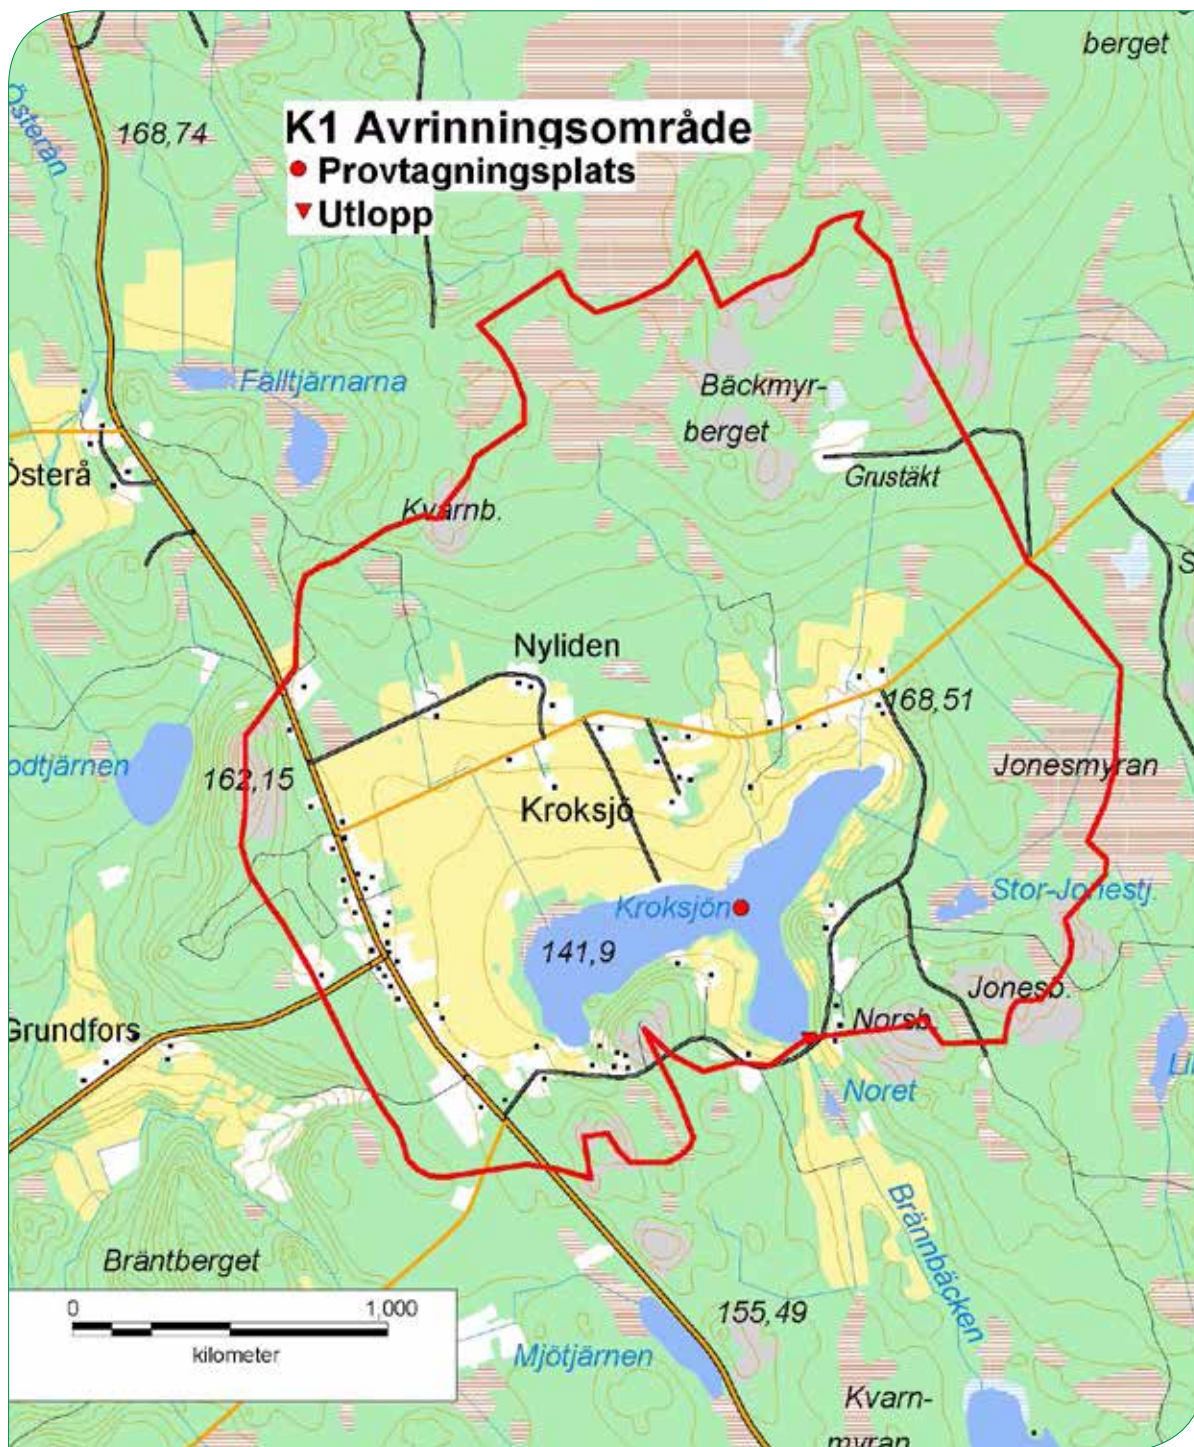 berget
Österån
168,74
K1 Avrinningsområde
Provtagningsplats
Utlopp
Fälltjärnarna
Bäckmyr-
berget
Österå
Grustäkt
Kvarnb.
S
Nyliden
168,51
odtjärnen
162,15
Jonesmyran
Kroksjö
Stor-Jonestj.
Kroksjön
141,9
Jonesb.
Grundfors
Norsb.
Noret
Brännbäcken
Bräntberget
0 1,000
kilometer
155,49
Mjötjärnen
Kvarn-
myran